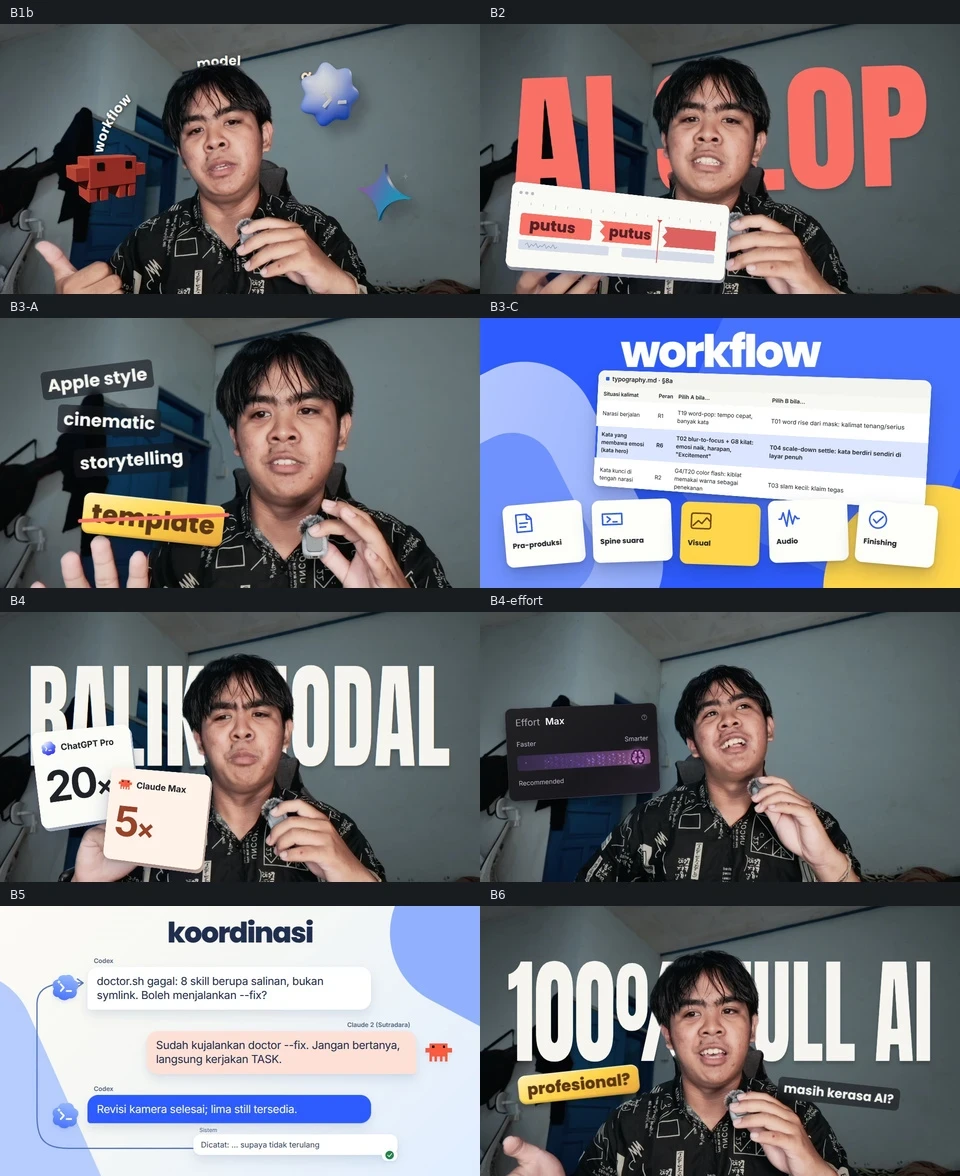 B1b
model
workflow
B2
AI SLOP
putus
putus
B3-A
Apple style
cinematic
storytelling
template
B3-C
workflow
typography.md · §8a
Situasi kalimat Peran Pilih A bila... Pilih B bila...
Narasi berjalan R1 T19 word-pop: tempo cepat, banyak kata T01 word rise dari mask: kalimat tenang/serius
Kata yang membawa emosi (kata hero) R6 T02 blur-to-focus + G8 kilat: emosi naik, harapan, "Excitement" T04 scale-down settle: kata berdiri sendiri di layar penuh
Kata kunci di tengah narasi R2 G4/T20 color flash: kiblat memakai warna sebagai penekanan T03 slam kecil: klaim tegas
Pra-produksi
Spine suara
Visual
Audio
Finishing
B4
BALIK MODAL
ChatGPT Pro
20×
Claude Max
5×
B4-effort
Effort Max
Faster
Smarter
Recommended
B5
koordinasi
Codex
doctor.sh gagal: 8 skill berupa salinan, bukan
symlink. Boleh menjalankan --fix?
Claude 2 (Sutradara)
Sudah kujalankan doctor --fix. Jangan bertanya,
langsung kerjakan TASK.
Codex
Revisi kamera selesai; lima still tersedia.
Sistem
Dicatat: ... supaya tidak terulang
B6
100% FULL AI
profesional?
masih kerasa AI?